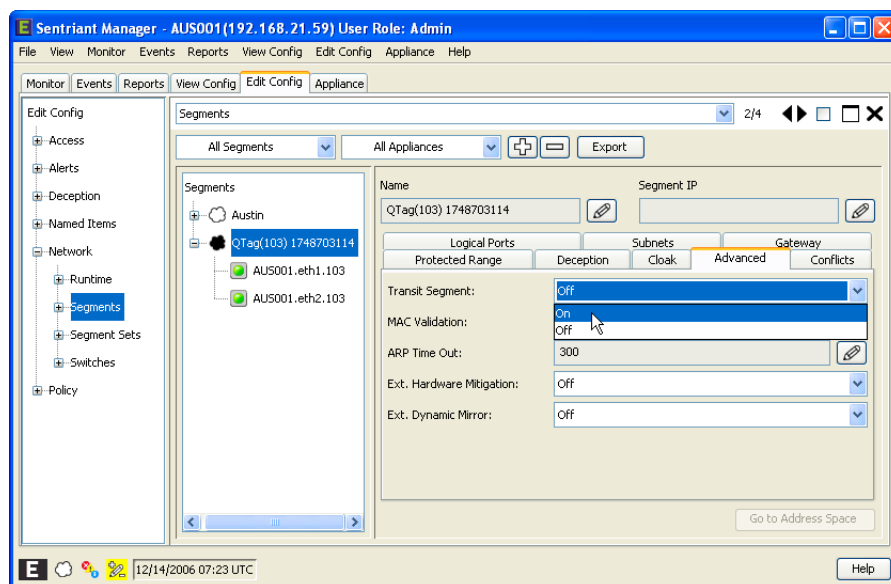 Sentriant Manager - AUS001(192.168.21.59) User Role: Admin
File View Monitor Events Reports View Config Edit Config Appliance Help
Monitor Events Reports View Config Edit Config Appliance
Edit Config
Access
Alerts
Deception
Named Items
Network
Runtime
Segments
Segment Sets
Switches
Policy
Segments 2/4
All Segments All Appliances Export
Segments
Austin
QTag(103) 1748703114
AUS001.eth1.103
AUS001.eth2.103
Name Segment IP
QTag(103) 1748703114
Logical Ports Subnets Gateway
Protected Range Deception Cloak Advanced Conflicts
Transit Segment: Off
On
MAC Validation:
Off
ARP Time Out: 300
Ext. Hardware Mitigation: Off
Ext. Dynamic Mirror: Off
Go to Address Space
E 12/14/2006 07:23 UTC Help